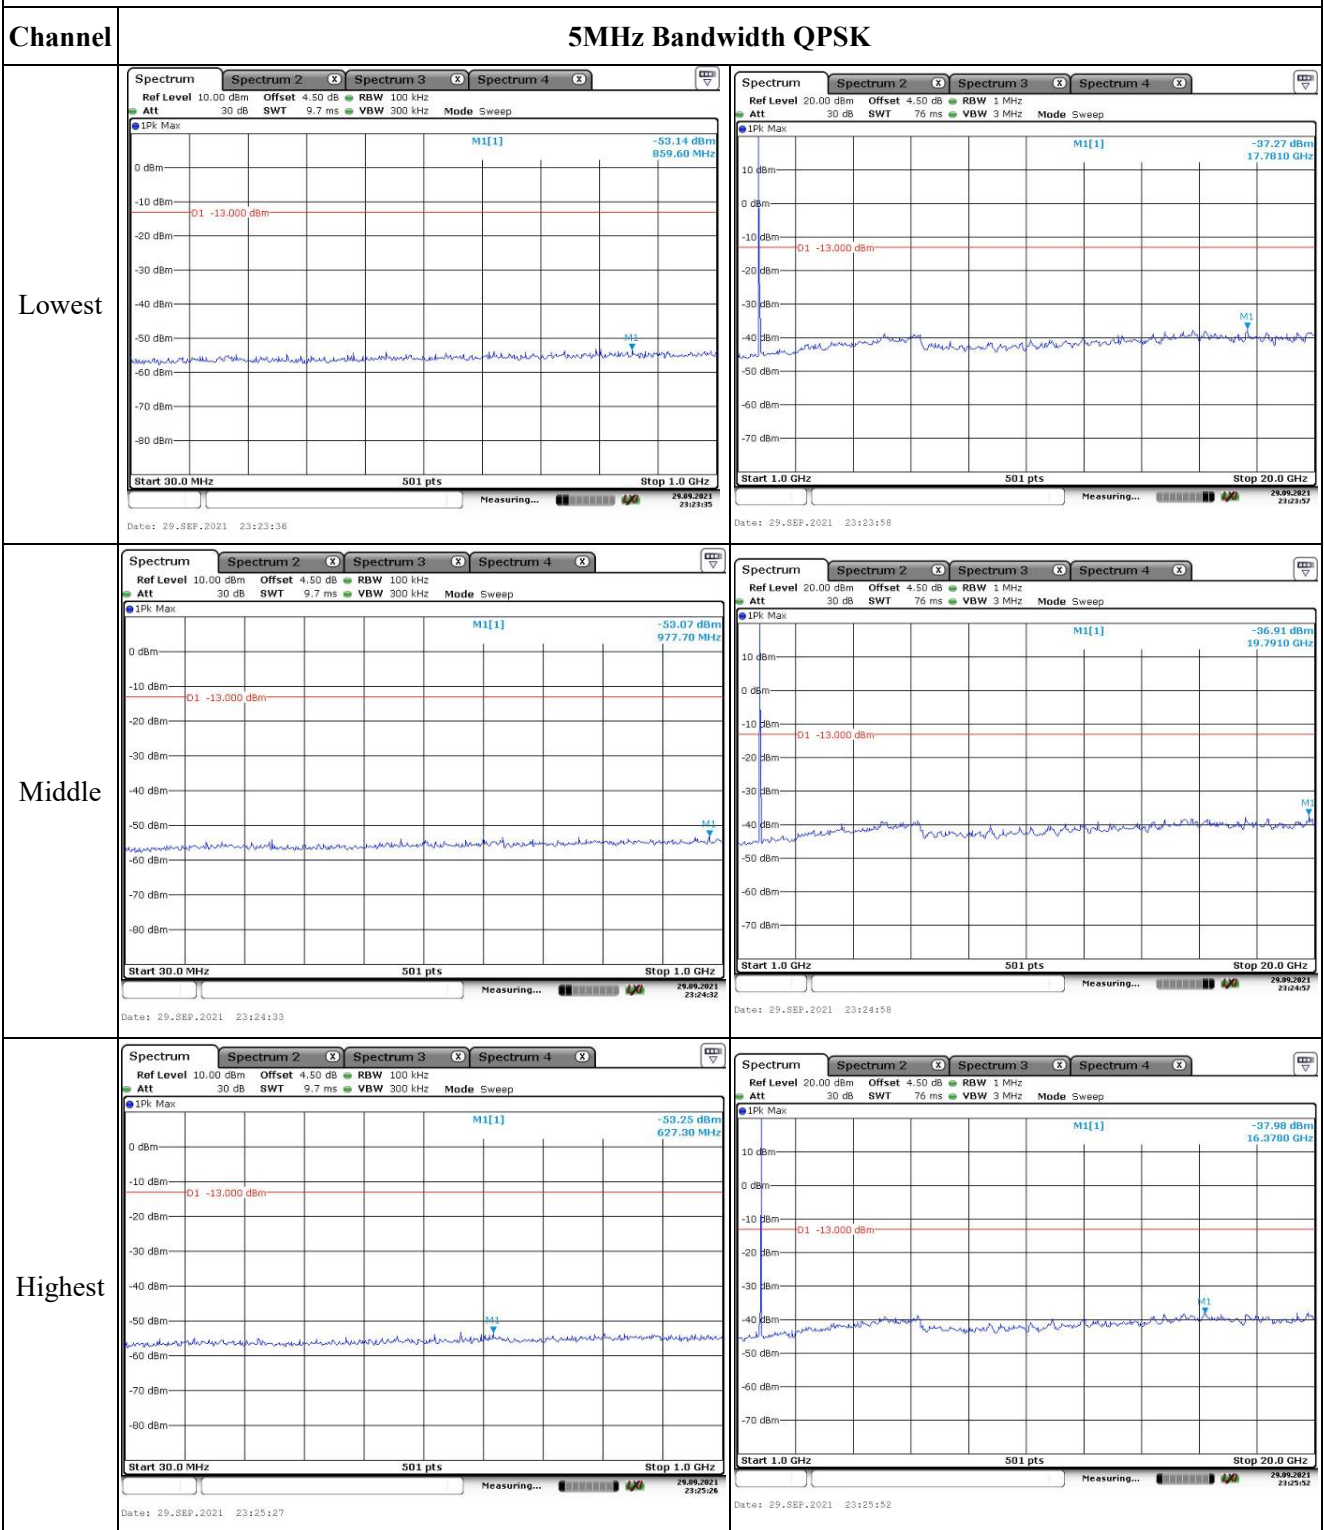 Channel 5MHz Bandwidth QPSK
Lowest
Spectrum Spectrum 2 X Spectrum 3 X Spectrum 4 X
Ref Level 10.00 dBm Offset 4.50 dB RBW 100 kHz
Att 30 dB SWT 9.7 ms VBW 300 kHz Mode Sweep
1Pk Max
M1[1] -53.14 dBm
859.60 MHz
0 dBm
-10 dBm
D1 -13.000 dBm
-20 dBm
-30 dBm
-40 dBm
-50 dBm
M1
-60 dBm
-70 dBm
-80 dBm
Start 30.0 MHz 501 pts Stop 1.0 GHz
Measuring... 29.09.2021
23:23:35
Date: 29.SEP.2021 23:23:36
Spectrum Spectrum 2 X Spectrum 3 X Spectrum 4 X
Ref Level 20.00 dBm Offset 4.50 dB RBW 1 MHz
Att 30 dB SWT 76 ms VBW 3 MHz Mode Sweep
1Pk Max
M1[1] -37.27 dBm
17.7810 GHz
10 dBm
0 dBm
-10 dBm
D1 -13.000 dBm
-20 dBm
-30 dBm
M1
-40 dBm
-50 dBm
-60 dBm
-70 dBm
Start 1.0 GHz 501 pts Stop 20.0 GHz
Measuring... 29.09.2021
23:23:57
Date: 29.SEP.2021 23:23:58
Middle
Spectrum Spectrum 2 X Spectrum 3 X Spectrum 4 X
Ref Level 10.00 dBm Offset 4.50 dB RBW 100 kHz
Att 30 dB SWT 9.7 ms VBW 300 kHz Mode Sweep
1Pk Max
M1[1] -53.07 dBm
977.70 MHz
0 dBm
-10 dBm
D1 -13.000 dBm
-20 dBm
-30 dBm
-40 dBm
-50 dBm
M1
-60 dBm
-70 dBm
-80 dBm
Start 30.0 MHz 501 pts Stop 1.0 GHz
Measuring... 29.09.2021
23:24:32
Date: 29.SEP.2021 23:24:33
Spectrum Spectrum 2 X Spectrum 3 X Spectrum 4 X
Ref Level 20.00 dBm Offset 4.50 dB RBW 1 MHz
Att 30 dB SWT 76 ms VBW 3 MHz Mode Sweep
1Pk Max
M1[1] -36.91 dBm
19.7910 GHz
10 dBm
0 dBm
-10 dBm
D1 -13.000 dBm
-20 dBm
-30 dBm
M1
-40 dBm
-50 dBm
-60 dBm
-70 dBm
Start 1.0 GHz 501 pts Stop 20.0 GHz
Measuring... 29.09.2021
23:24:57
Date: 29.SEP.2021 23:24:58
Highest
Spectrum Spectrum 2 X Spectrum 3 X Spectrum 4 X
Ref Level 10.00 dBm Offset 4.50 dB RBW 100 kHz
Att 30 dB SWT 9.7 ms VBW 300 kHz Mode Sweep
1Pk Max
M1[1] -53.25 dBm
627.30 MHz
0 dBm
-10 dBm
D1 -13.000 dBm
-20 dBm
-30 dBm
-40 dBm
-50 dBm
M1
-60 dBm
-70 dBm
-80 dBm
Start 30.0 MHz 501 pts Stop 1.0 GHz
Measuring... 29.09.2021
23:25:26
Date: 29.SEP.2021 23:25:27
Spectrum Spectrum 2 X Spectrum 3 X Spectrum 4 X
Ref Level 20.00 dBm Offset 4.50 dB RBW 1 MHz
Att 30 dB SWT 76 ms VBW 3 MHz Mode Sweep
1Pk Max
M1[1] -37.98 dBm
16.3780 GHz
10 dBm
0 dBm
-10 dBm
D1 -13.000 dBm
-20 dBm
-30 dBm
M1
-40 dBm
-50 dBm
-60 dBm
-70 dBm
Start 1.0 GHz 501 pts Stop 20.0 GHz
Measuring... 29.09.2021
23:25:52
Date: 29.SEP.2021 23:25:52